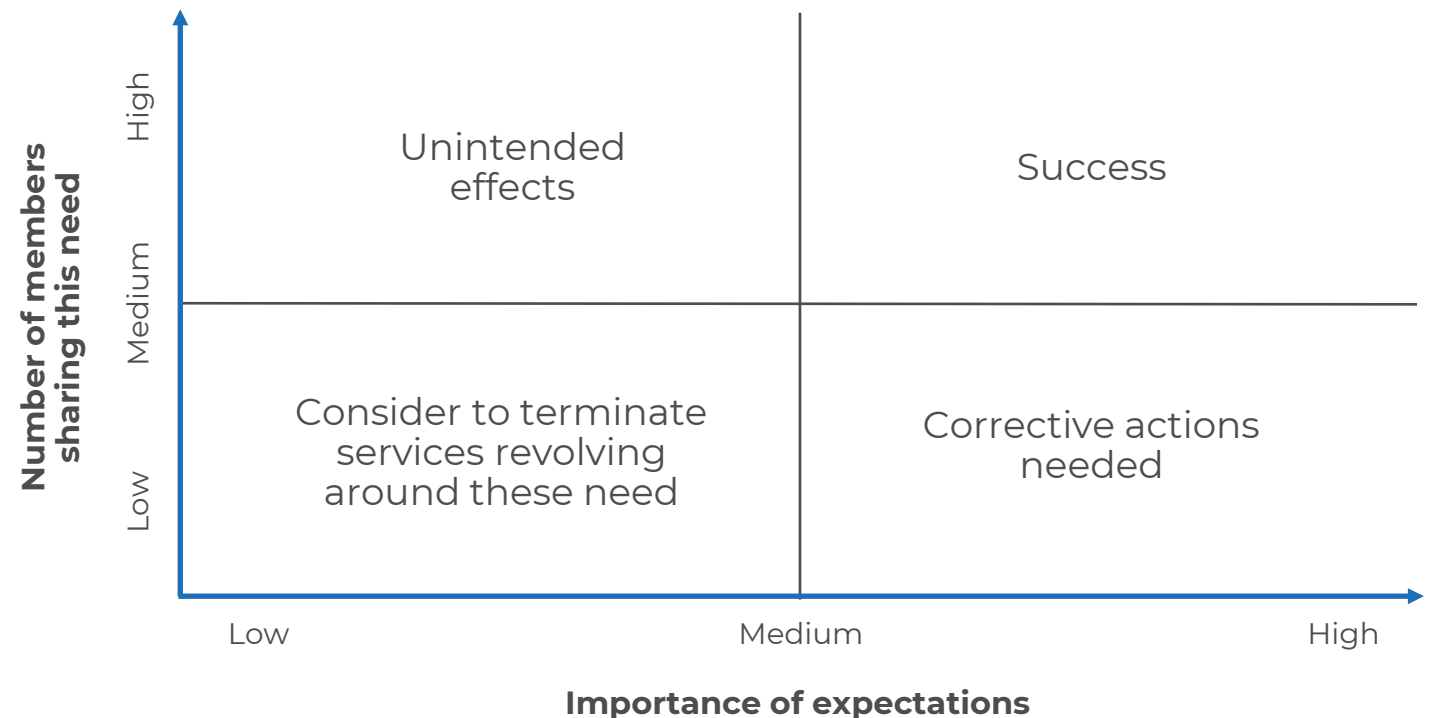 Number of members
sharing this need
High
Medium
Low
Unintended
effects
Success
Consider to terminate
services revolving
around these need
Corrective actions
needed
Low
Medium
High
Importance of expectations